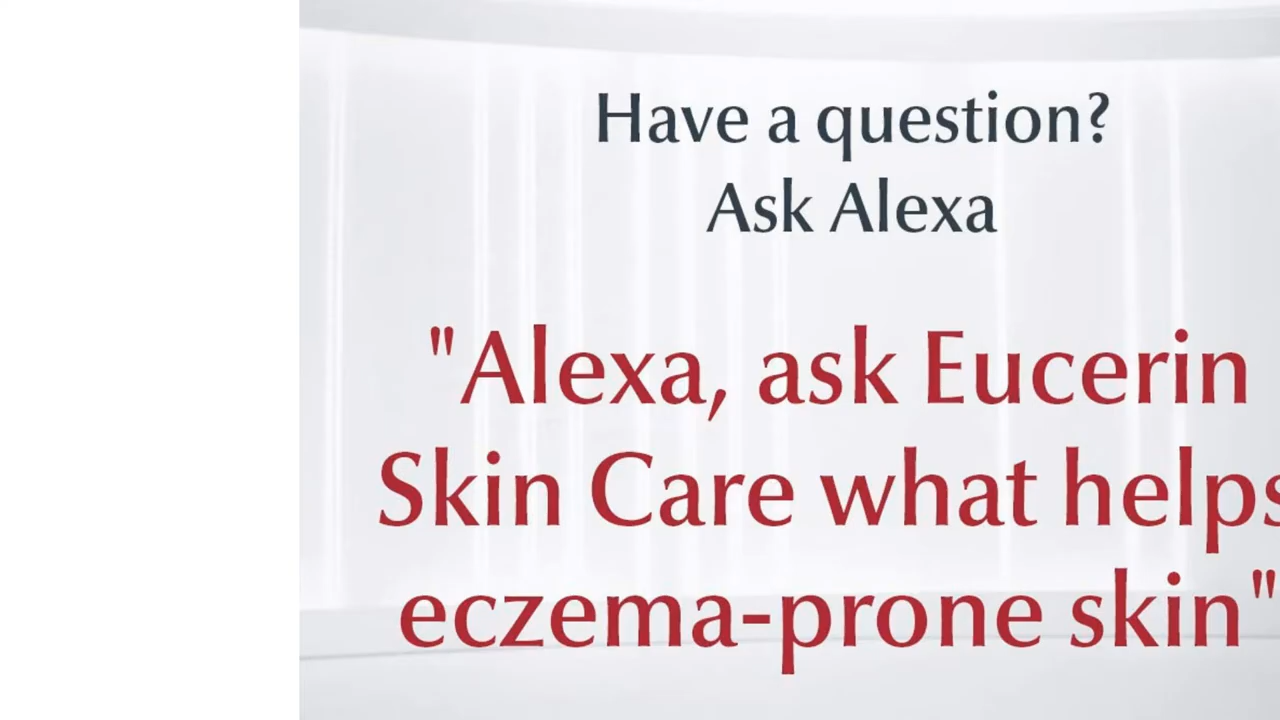 Have a question?
Ask Alexa
"Alexa, ask Eucerin
Skin Care what helps
eczema-prone skin"